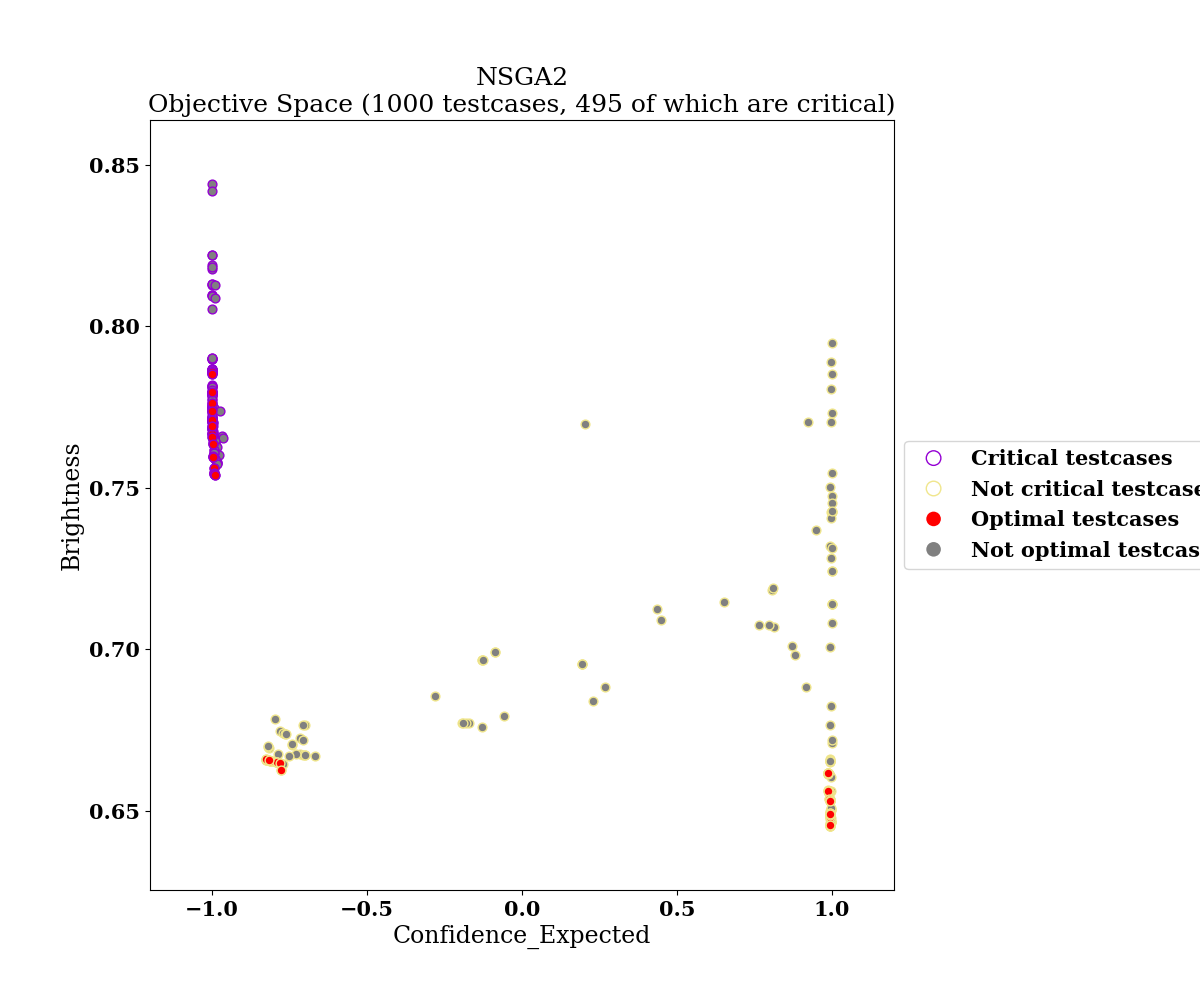 NSGA2
Objective Space (1000 testcases, 495 of which are critical)
0.85
0.80
0.75
0.70
0.65
Brightness
−1.0
−0.5
0.0
0.5
1.0
Confidence_Expected
Critical testcases
Not critical testcase
Optimal testcases
Not optimal testcas